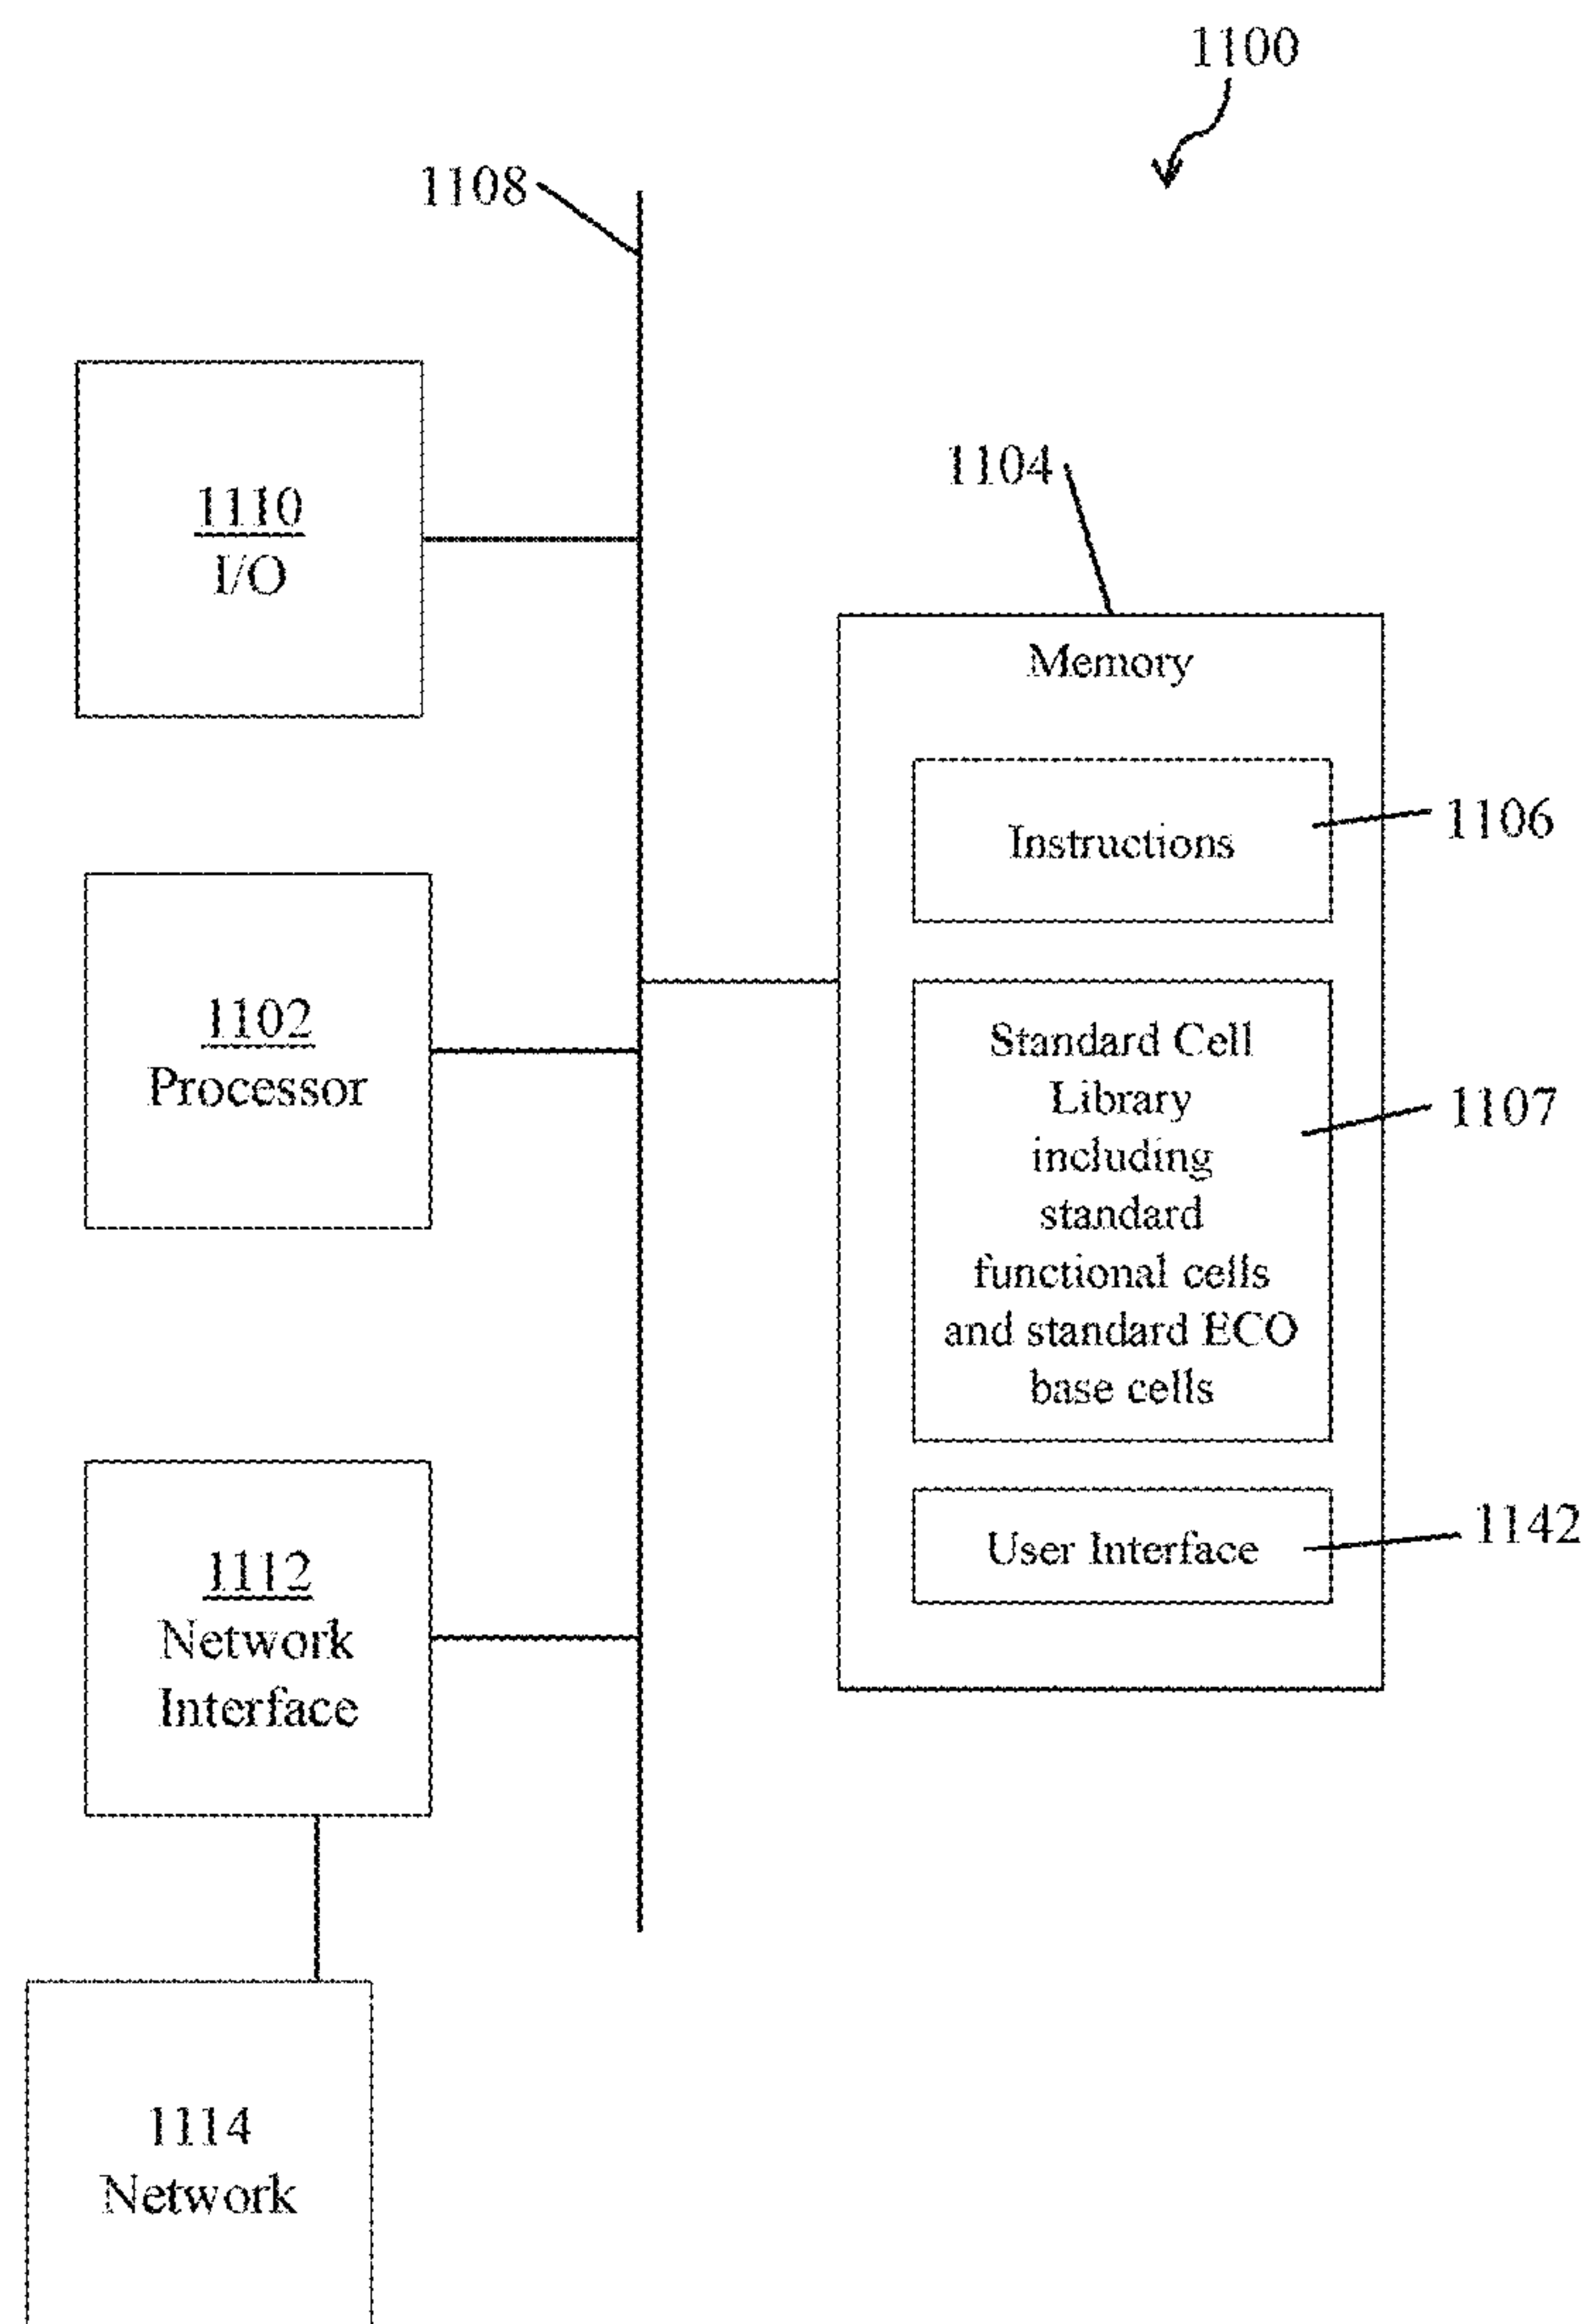 1100
1108
1110
I/O
1104
Memory
Instructions
1106
1102
Processor
Standard Cell
Library
including
standard
functional cells
and standard ECO
base cells
1107
1112
Network
Interface
User Interface
1142
1114
Network